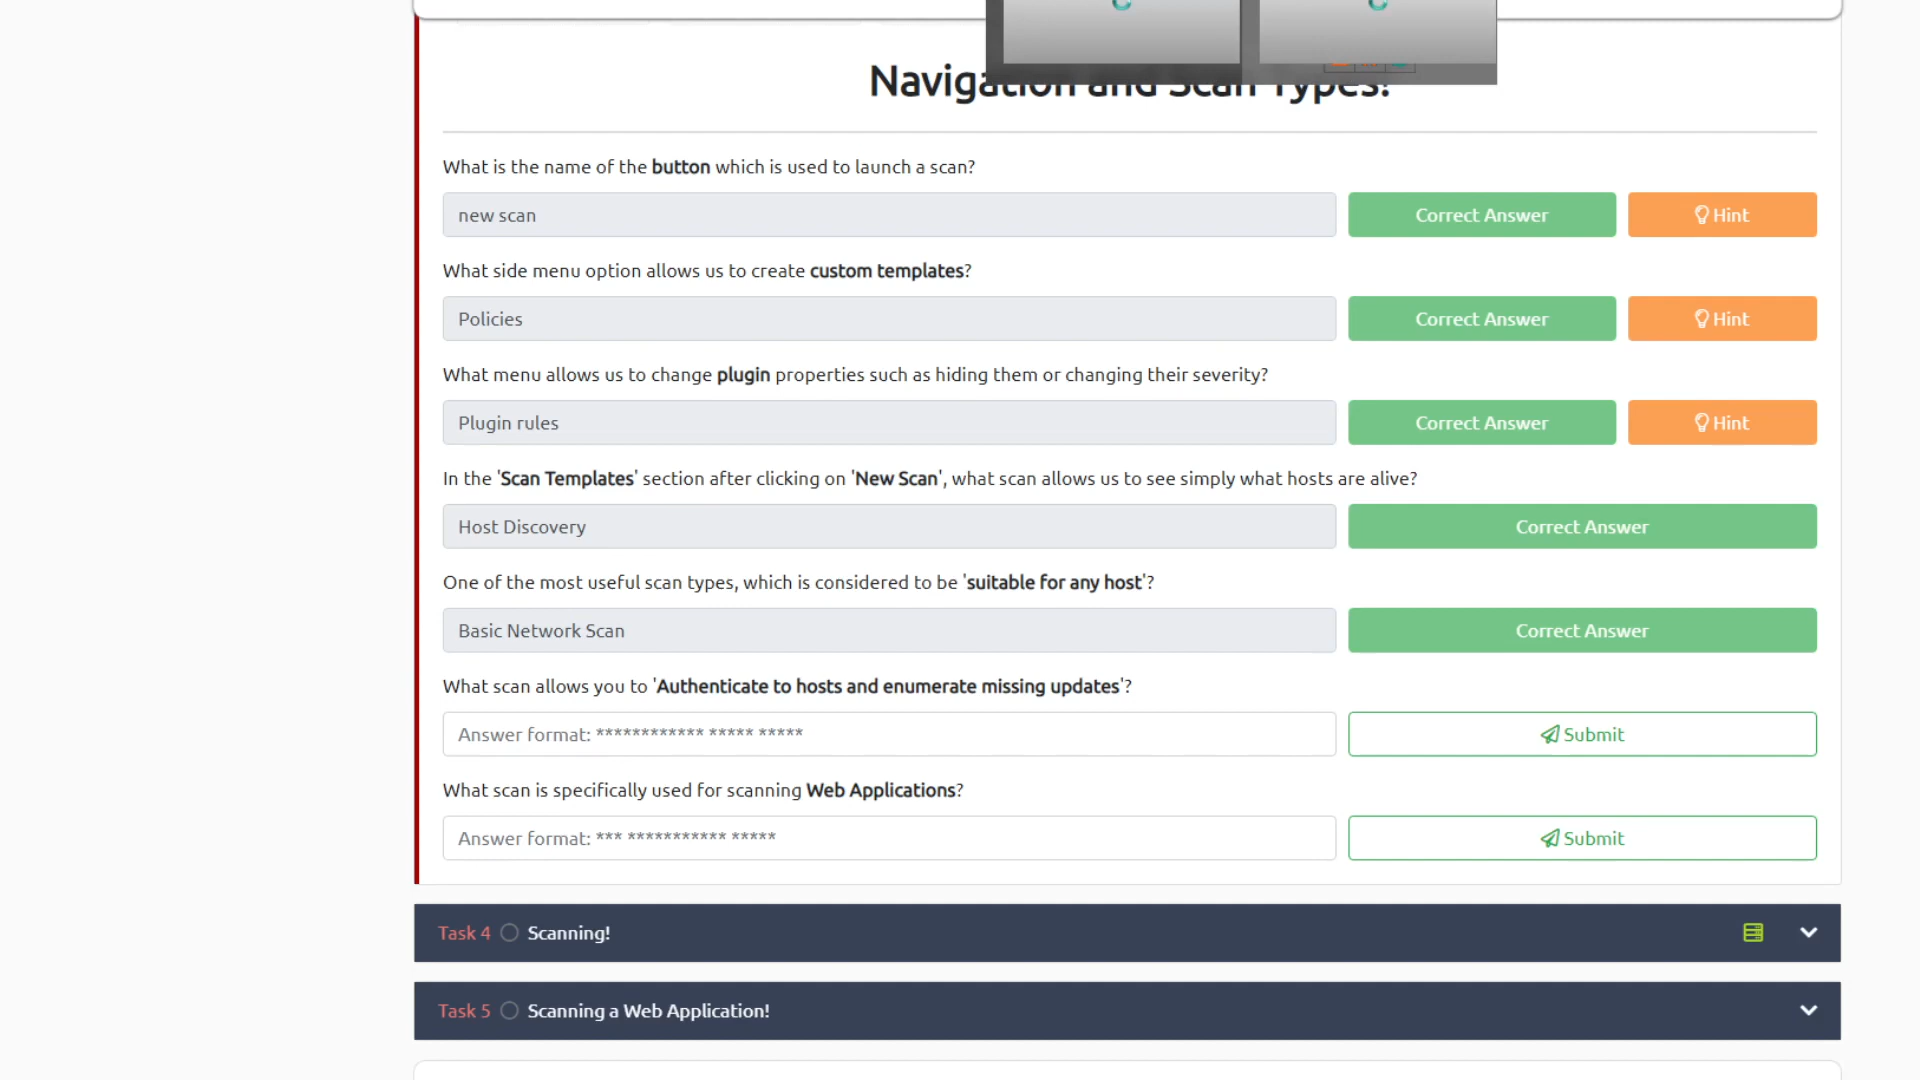 Navigation and Scan Types!
What is the name of the button which is used to launch a scan?
new scan
Correct Answer
Hint
What side menu option allows us to create custom templates?
Policies
Correct Answer
Hint
What menu allows us to change plugin properties such as hiding them or changing their severity?
Plugin rules
Correct Answer
Hint
In the 'Scan Templates' section after clicking on 'New Scan', what scan allows us to see simply what hosts are alive?
Host Discovery
Correct Answer
One of the most useful scan types, which is considered to be 'suitable for any host'?
Basic Network Scan
Correct Answer
What scan allows you to 'Authenticate to hosts and enumerate missing updates'?
Answer format: ************ ***** *****
Submit
What scan is specifically used for scanning Web Applications?
Answer format: *** *********** *****
Submit
Task 4 Scanning!
Task 5 Scanning a Web Application!